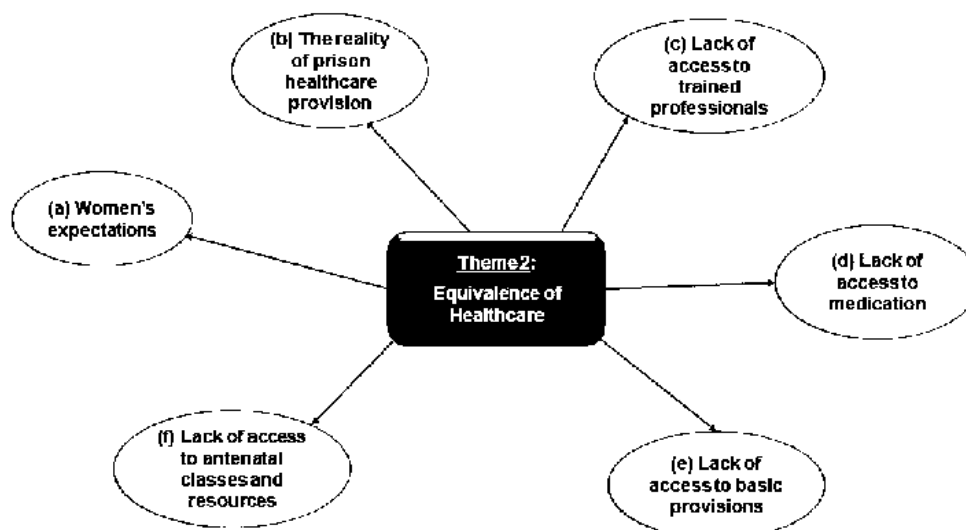 (b) The reality
of prison
healthcare
provision
(c) Lack of
access to
trained
professionals
(a) Women's
expectations
Theme2:
Equivalence of
Healthcare
(d) Lack of
access to
medication
(f) Lack of access
to antenatal
classes and
resources
(e) Lack of
access to basic
provisions